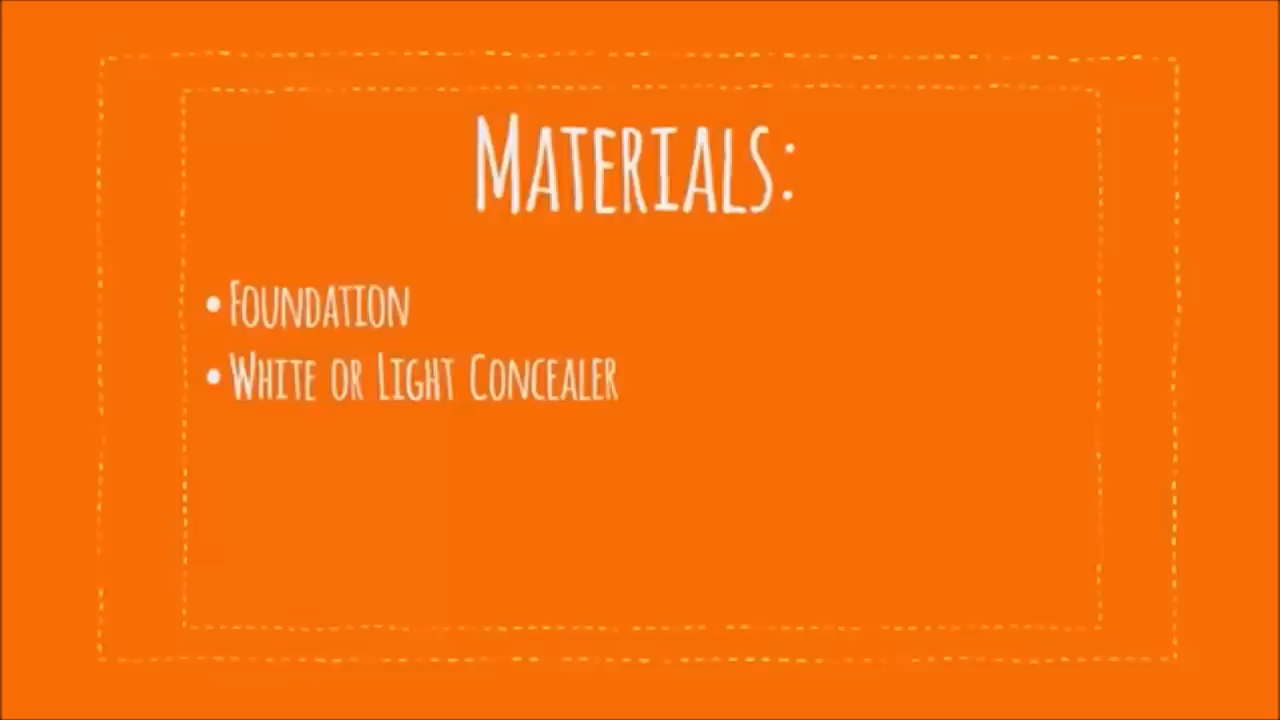 Materials:
• Foundation
• White or Light Concealer